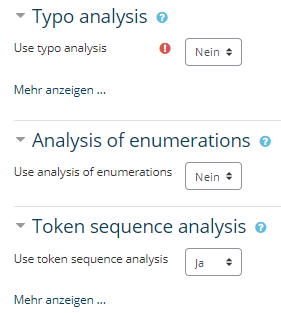 Typo analysis
Use typo analysis Nein
Mehr anzeigen ...
Analysis of enumerations
Use analysis of enumerations Nein
Token sequence analysis
Use token sequence analysis Ja
Mehr anzeigen ...